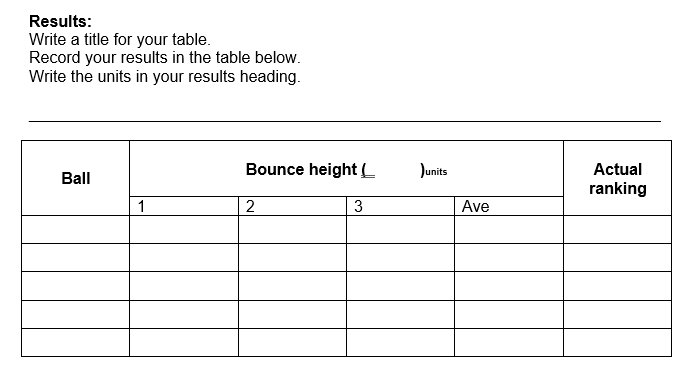 Results:
Write a title for your table.
Record your results in the table below.
Write the units in your results heading.
Ball
Bounce height (        )units
Actual
ranking
1 2 3 Ave